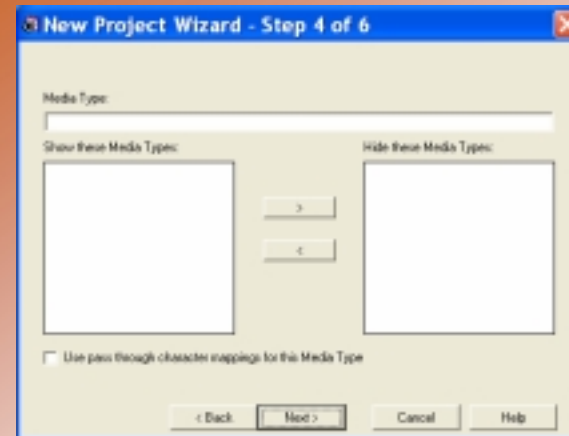 New Project Wizard - Step 4 of 6
Media Type:
Show these Media Types:
Hide these Media Types:
>
<
Use pass through character mappings for this Media Type
< Back
Next >
Cancel
Help